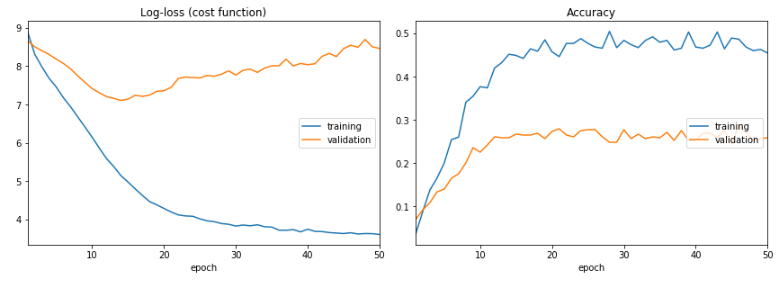 Log-loss (cost function)
9
8
7
6
5
4
training
validation
10
20
30
40
50
epoch
Accuracy
0.5
0.4
0.3
0.2
0.1
training
validation
10
20
30
40
50
epoch